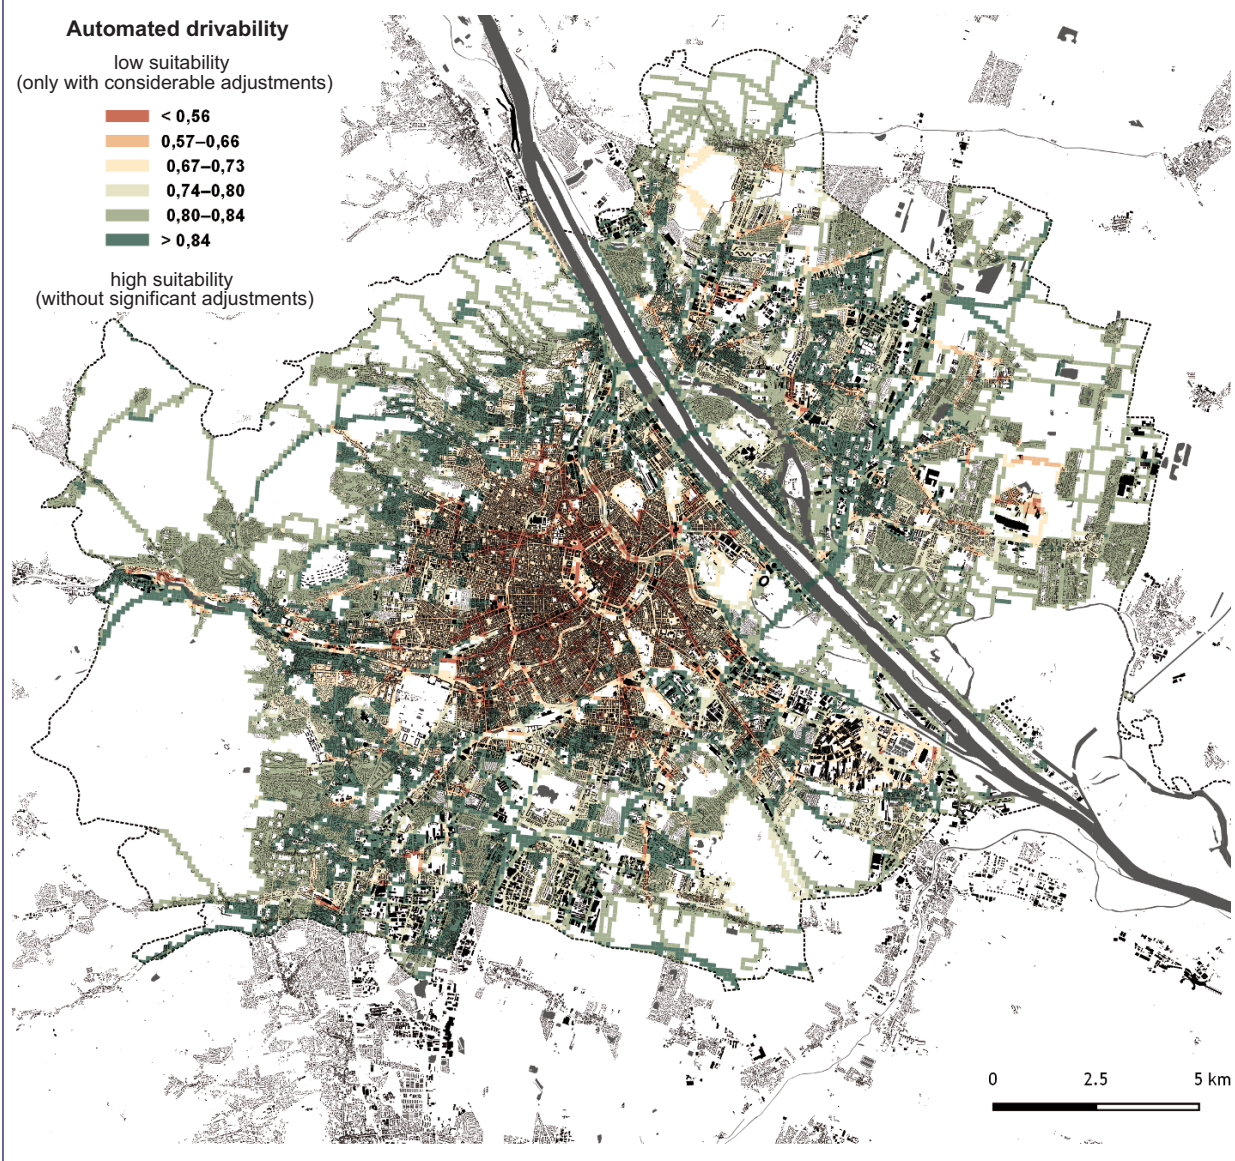 Automated drivability
low suitability
(only with considerable adjustments)
< 0,56
0,57–0,66
0,67–0,73
0,74–0,80
0,80–0,84
> 0,84
high suitability
(without significant adjustments)
0 2.5 5 km